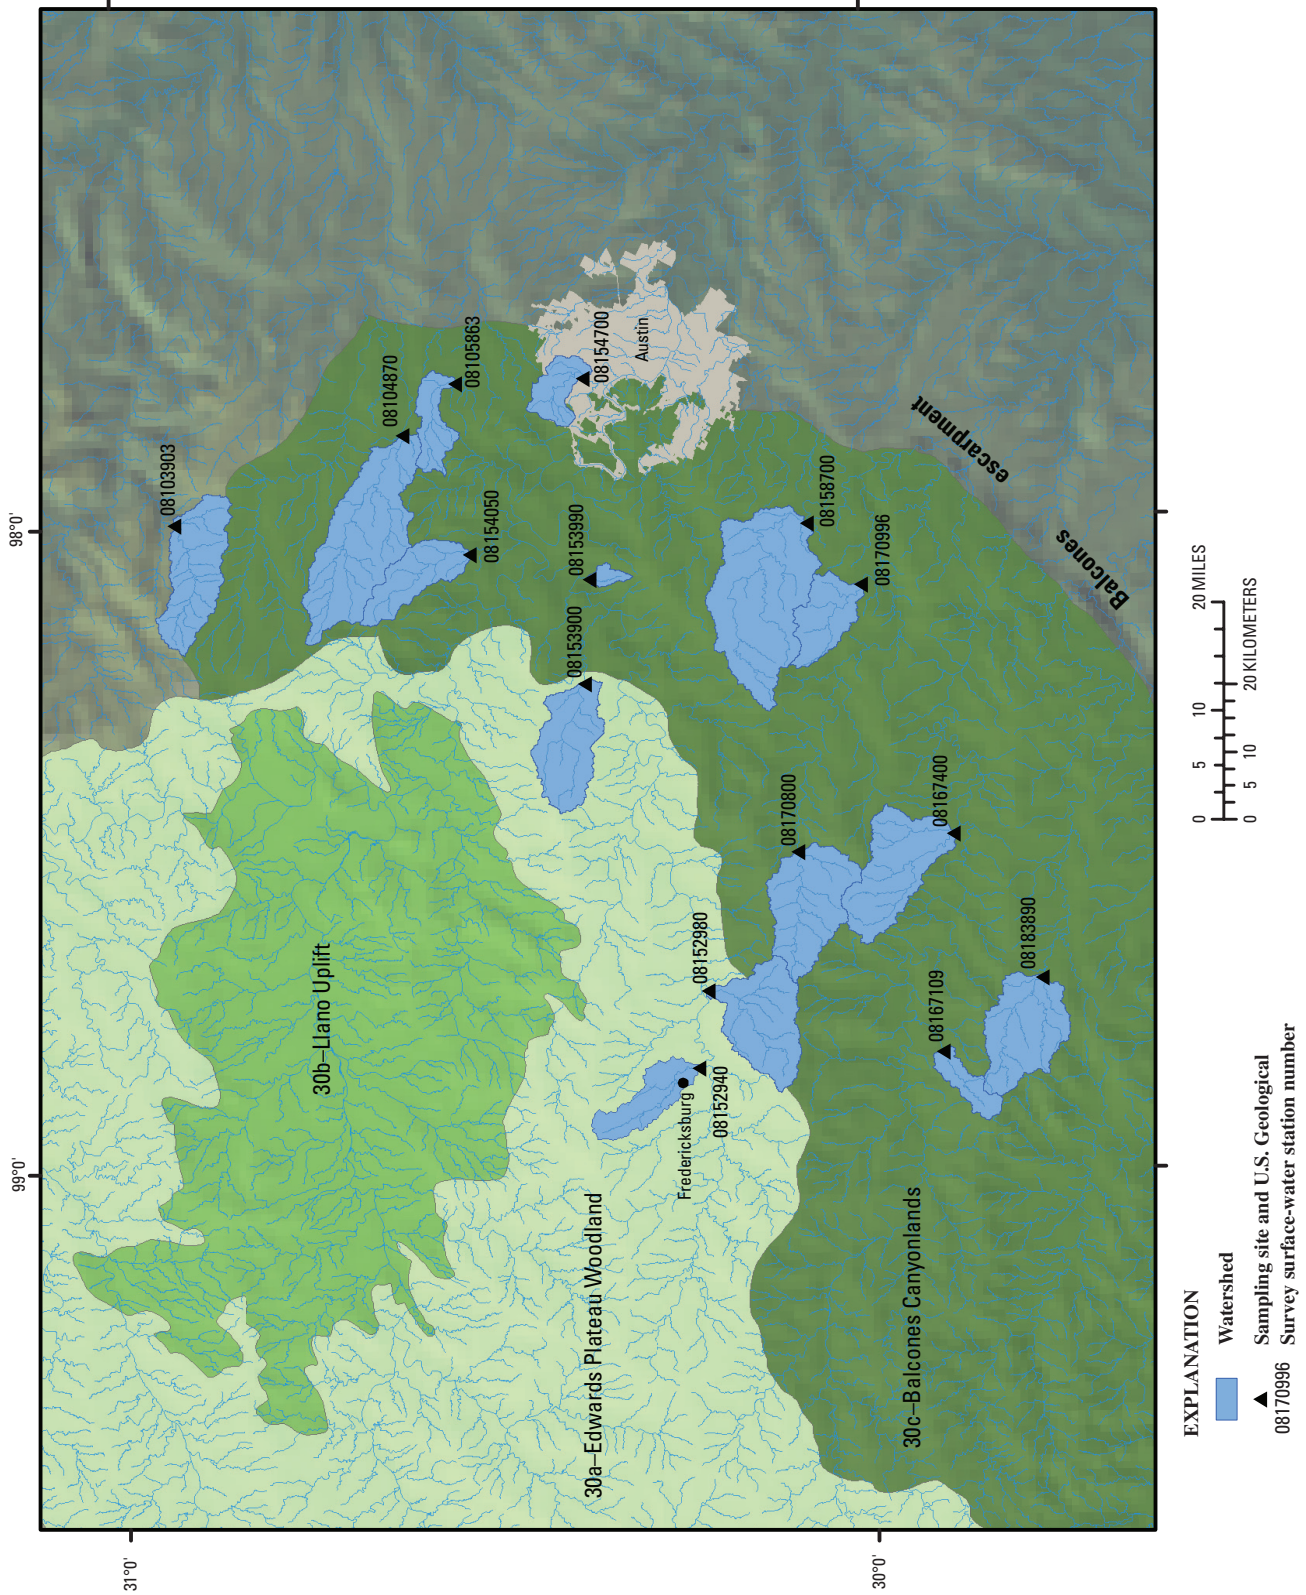 99°0'
98°0'
31°0'
30°0'
08103903
08104870
08105863
08154050
30b–Llano Uplift
08153900
08153990
08154700
Austin
30a–Edwards Plateau Woodland
Fredericksburg
08152940
08152980
08170800
08158700
08170996
30c–Balcones Canyonlands
08167109
08167400
08183890
Balcones
escarpment
EXPLANATION
Watershed
Sampling site and U.S. Geological
Survey surface-water station number
08170996
0 5 10 20 MILES
0 5 10 20 KILOMETERS